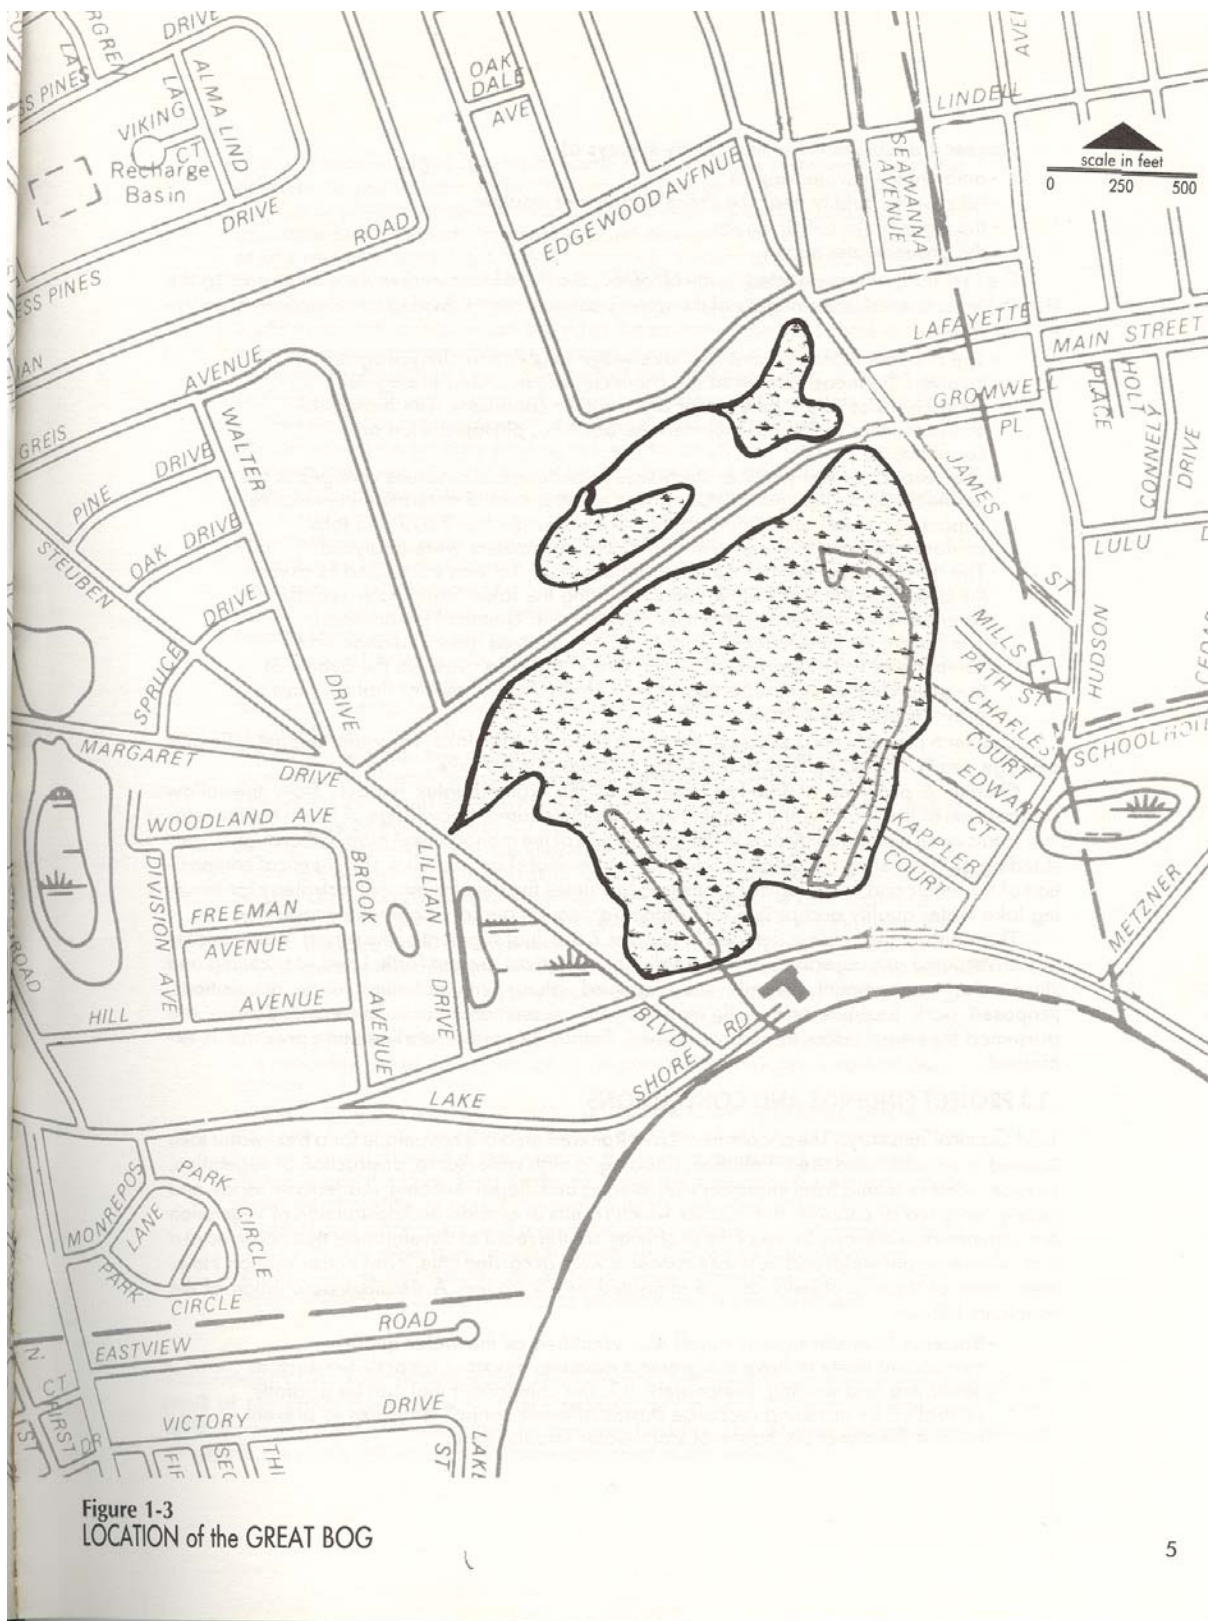 DRIVE
ALMA LIND
LA
VIKING
CT
Recharge
Basin
DRIVE
ROAD
ESS PINES
OAK
DALE
AVE
EDGEWOOD AVENUE
LINDELL
SEAWANNA
AVENUE
scale in feet
0 250 500
LAFAYETTE
MAIN STREET
GROMWELL
PL
HOLT
PLACE
CONNELY
DRIVE
JAMES
ST
LULU
HUDSON
MILLS
PATH ST
CHARLES
COURT
EDWARD
CT
KAPPLER
COURT
METZNER
AVENUE
WALTER
GREIS
PINE DRIVE
OAK DRIVE
STEUBEN
SPRUCE DRIVE
DRIVE
MARGARET DRIVE
WOODLAND AVE
DIVISION
AVE
BROOK
AVENUE
LILLIAN
DRIVE
FREEMAN
AVENUE
HILL AVENUE
BLVD
LAKE
SHORE RD
MONREPOS
LANE
PARK
CIRCLE
PARK
CIRCLE
EASTVIEW ROAD
N.
CT
FIRST
DR
VICTORY DRIVE
ST
Figure 1-3
LOCATION of the GREAT BOG
5